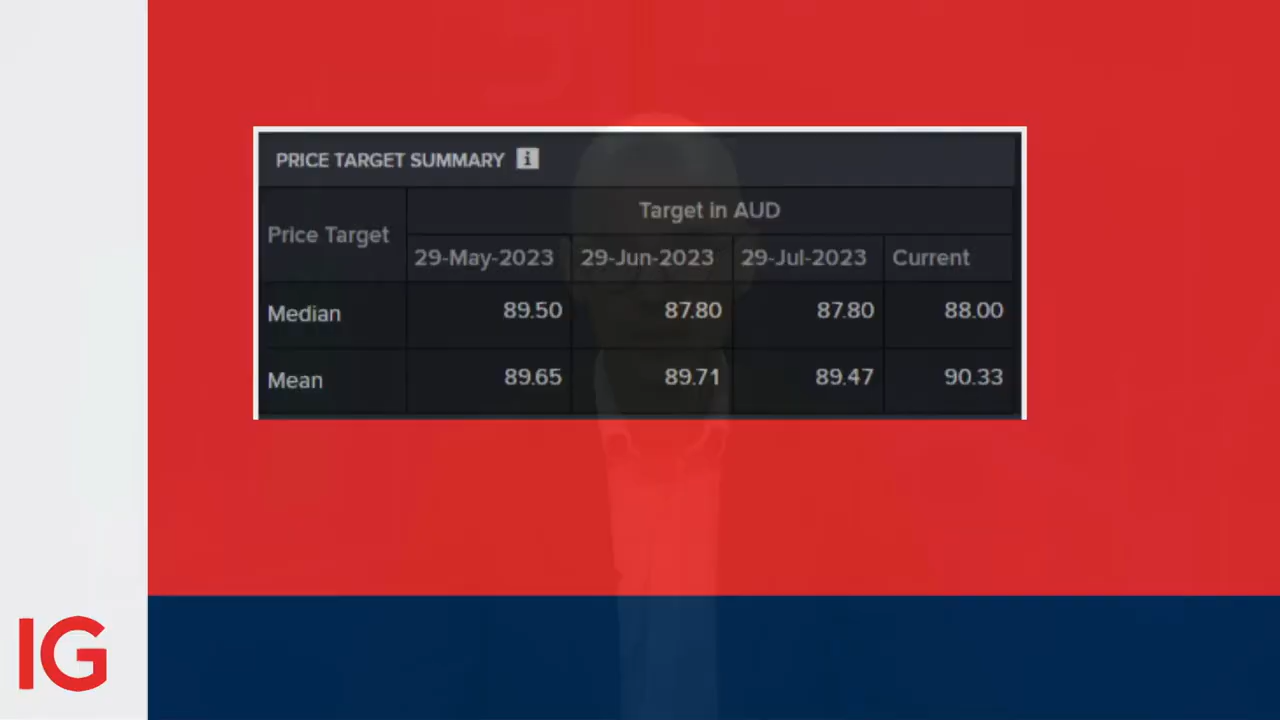 PRICE TARGET SUMMARY i
Target in AUD
Price Target
29-May-2023 29-Jun-2023 29-Jul-2023 Current
Median 89.50 87.80 87.80 88.00
Mean 89.65 89.71 89.47 90.33
IG